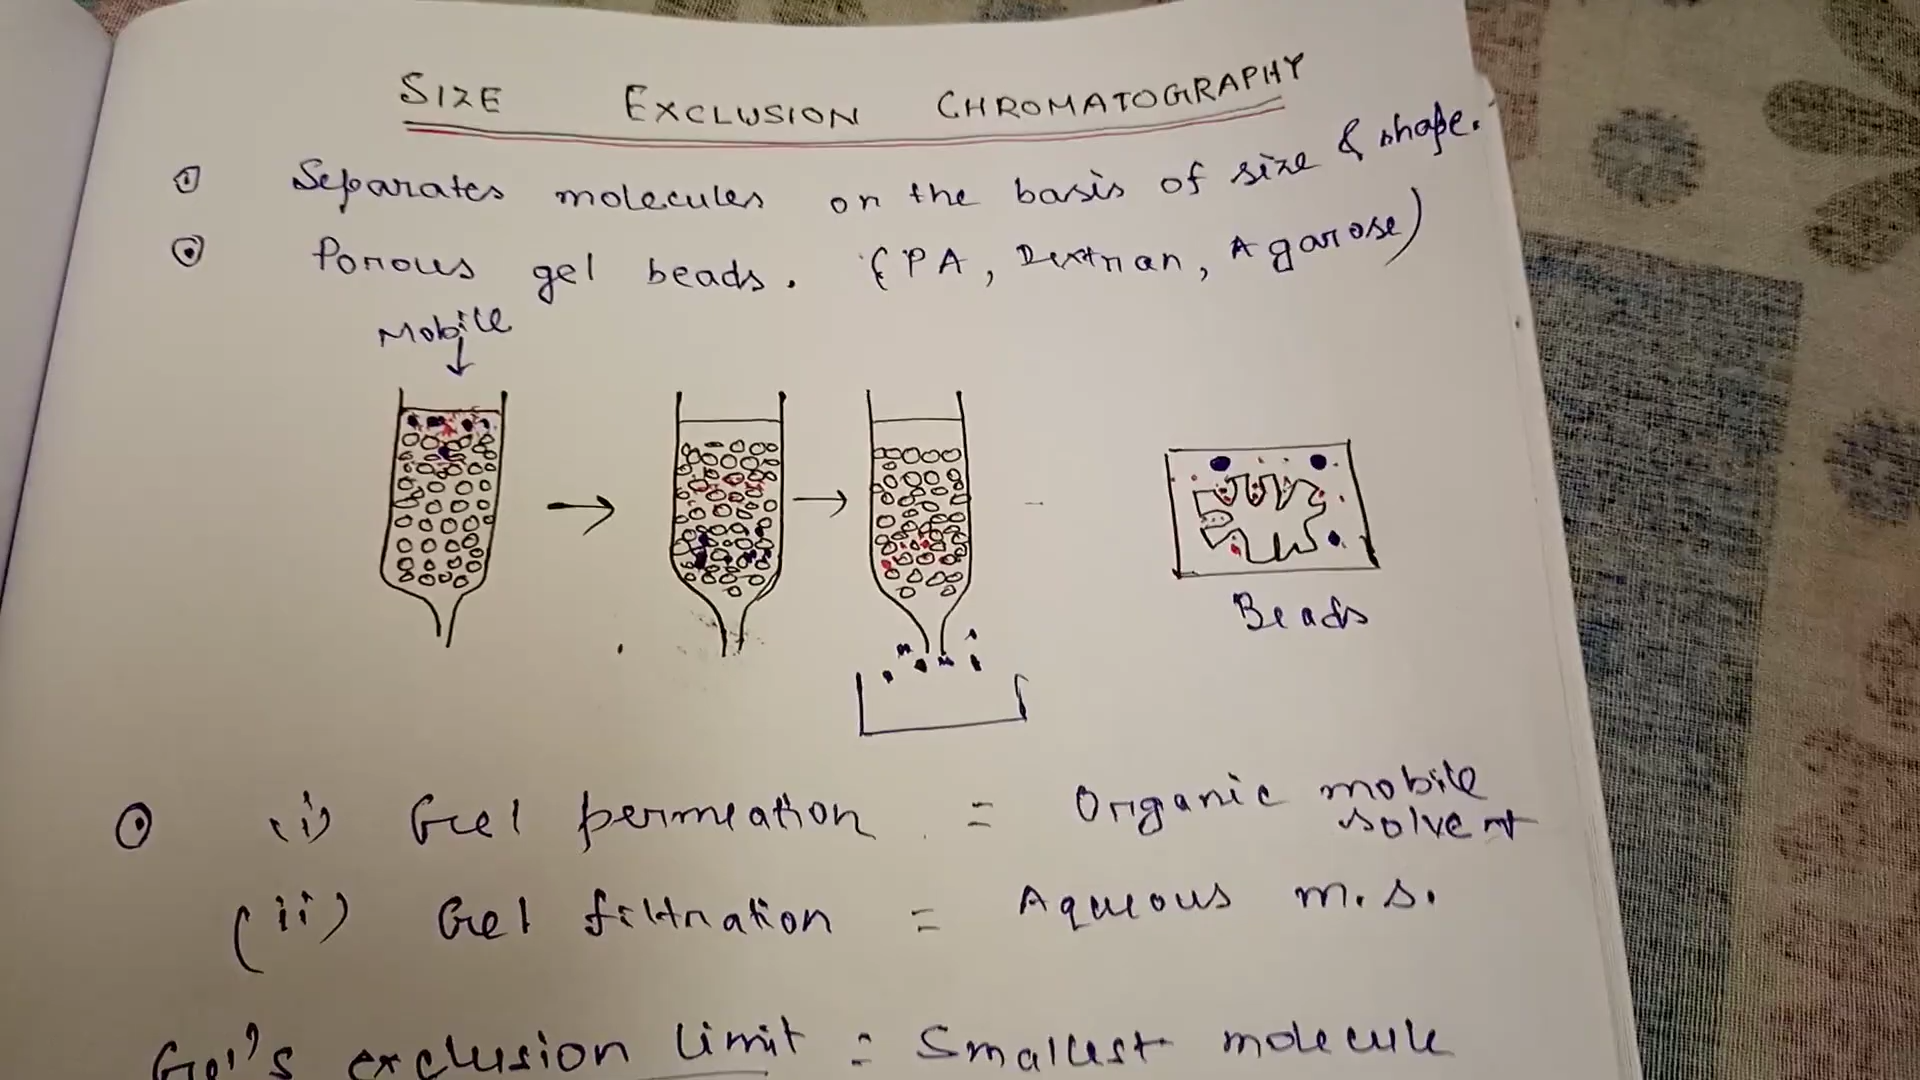 SIZE EXCLUSION CHROMATOGRAPHY
Separates molecules on the basis of size & shape.
Porous gel beads. (PA, Dextran, Agarose)
Mobile
Beads
(i) Gel permeation = Organic mobile
solvent
(ii) Gel filtration = Aqueous m.s.
Gel's exclusion limit = Smallest molecule